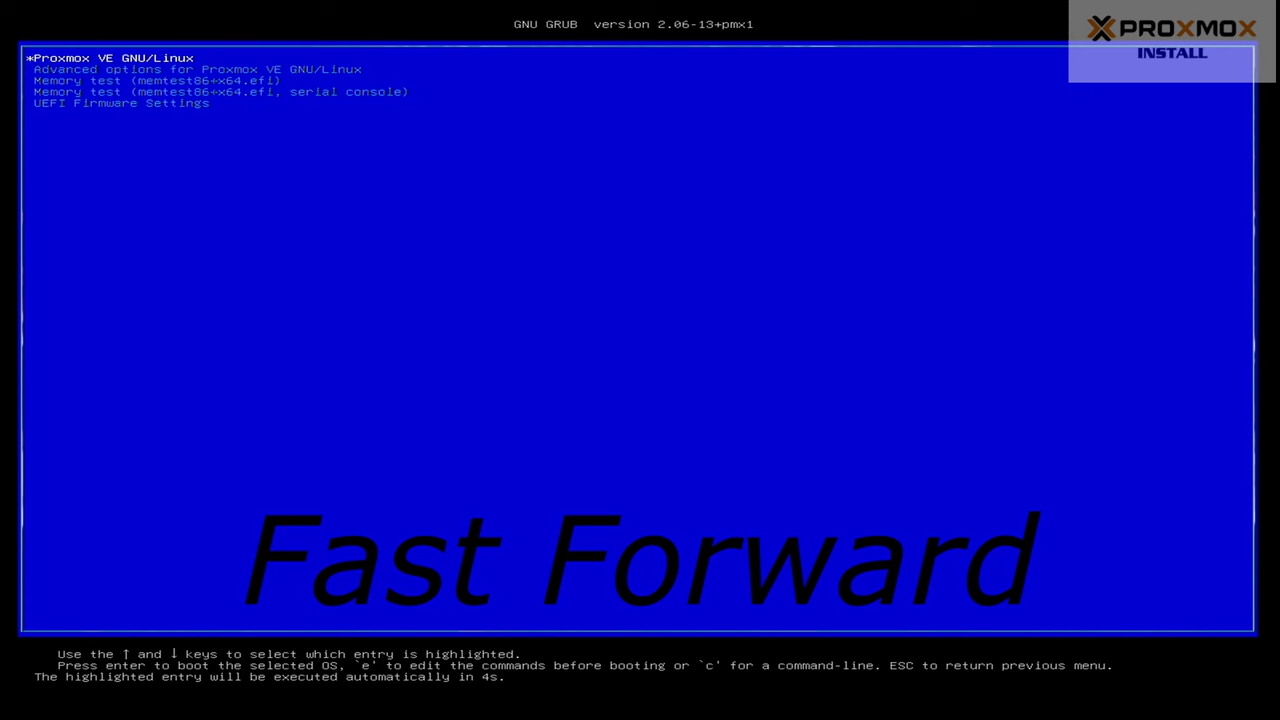 GNU GRUB  version 2.06-13+pmx1
PROXMOX
INSTALL
*Proxmox VE GNU/Linux
Advanced options for Proxmox VE GNU/Linux
Memory test (memtest86+x64.efi)
Memory test (memtest86+x64.efi, serial console)
UEFI Firmware Settings
Fast Forward
Use the ↑ and ↓ keys to select which entry is highlighted.
Press enter to boot the selected OS, `e' to edit the commands before booting or `c' for a command-line. ESC to return previous menu.
The highlighted entry will be executed automatically in 4s.